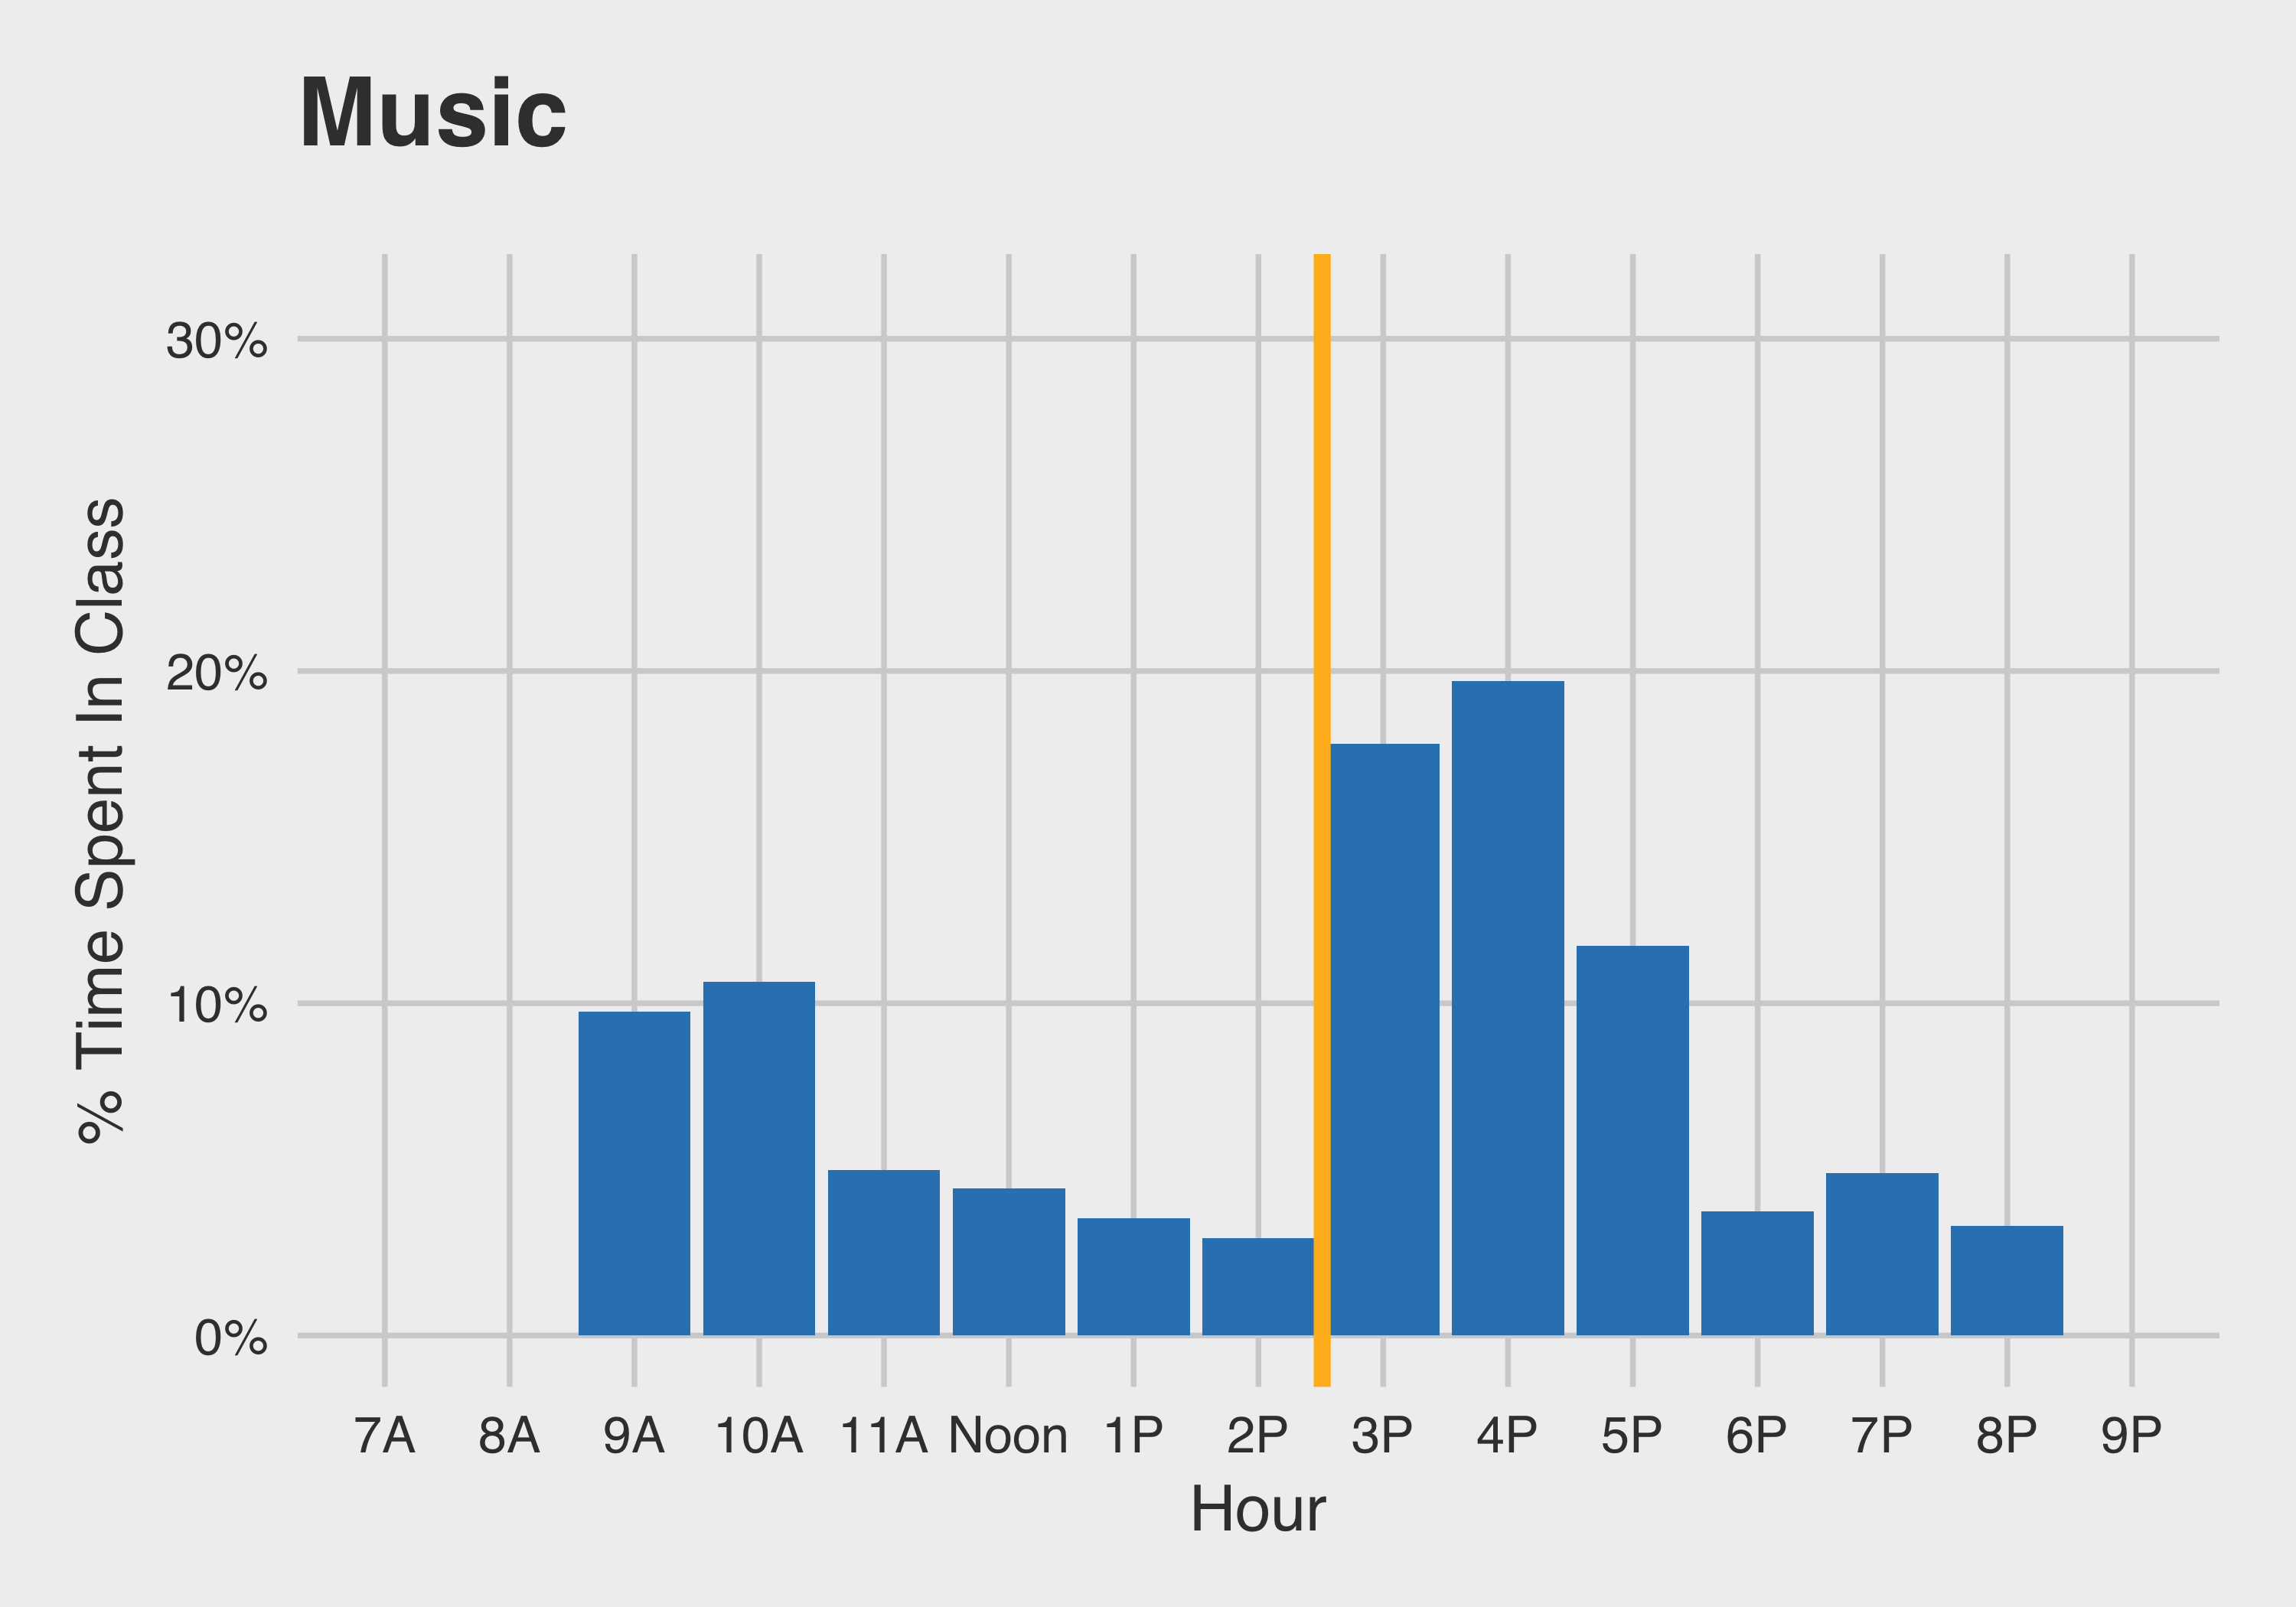 Music
% Time Spent In Class
30%
20%
10%
0%
7A 8A 9A 10A 11A Noon 1P 2P 3P 4P 5P 6P 7P 8P 9P
Hour